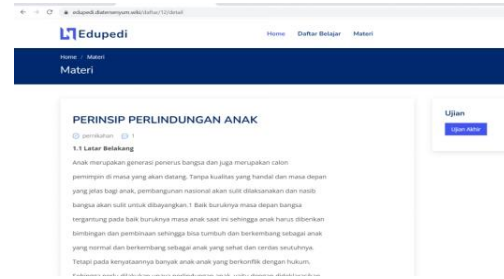 edupedi.diatersenyum.wiki/daftar/12/detail
Edupedi
Home Daftar Belajar Materi
Home / Materi
Materi
PERINSIP PERLINDUNGAN ANAK
pernikahan 1
1.1 Latar Belakang
Anak merupakan generasi penerus bangsa dan juga merupakan calon
pemimpin di masa yang akan datang. Tanpa kualitas yang handal dan masa depan
yang jelas bagi anak, pembangunan nasional akan sulit dilaksanakan dan nasib
bangsa akan sulit untuk dibayangkan.1 Baik buruknya masa depan bangsa
tergantung pada baik buruknya masa anak saat ini sehingga anak harus diberikan
bimbingan dan pembinaan sehingga bisa tumbuh dan berkembang sebagai anak
yang normal dan berkembang sebagai anak yang sehat dan cerdas seutuhnya.
Tetapi pada kenyataannya banyak anak-anak yang berkonflik dengan hukum.
Ujian
Ujian Akhir